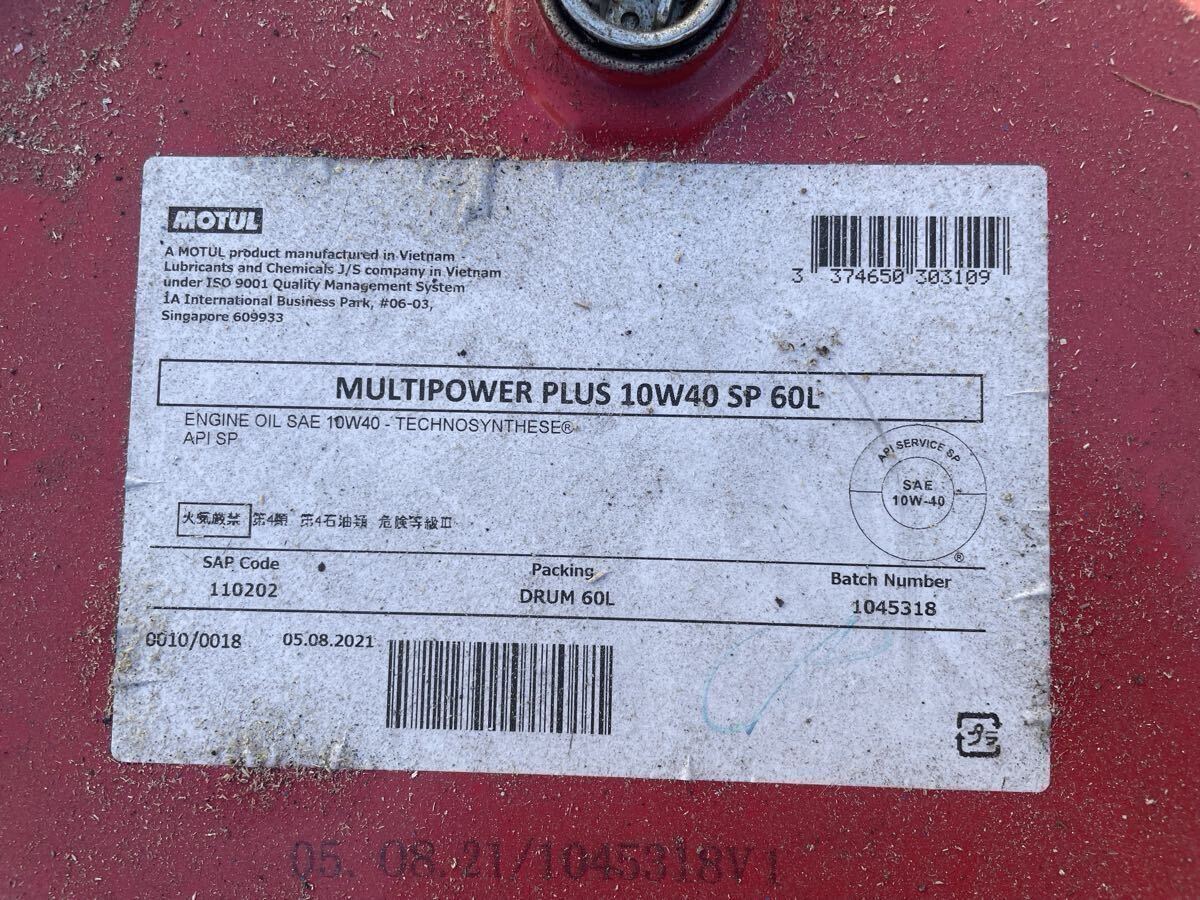 MOTUL
A MOTUL product manufactured in Vietnam -
Lubricants and Chemicals J/S company in Vietnam
under ISO 9001 Quality Management System
1A International Business Park, #06-03,
Singapore 609933
3 374650 303109
MULTIPOWER PLUS 10W40 SP 60L
ENGINE OIL SAE 10W40 - TECHNOSYNTHESE®
API SP
API SERVICE SP
SAE
10W-40
®
火気厳禁 第4類 第4石油類 危険等級Ⅲ
SAP Code Packing Batch Number
110202 DRUM 60L 1045318
0010/0018 05.08.2021
プラ
05. 08.21/1045318V1